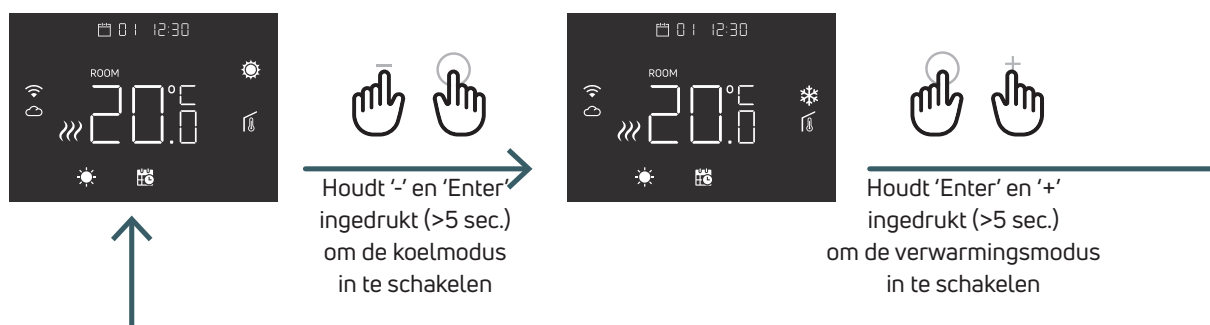 01 12:30
ROOM
20.0°C
Houdt '-' en 'Enter'
ingedrukt (>5 sec.)
om de koelmodus
in te schakelen
01 12:30
ROOM
20.0°C
Houdt 'Enter' en '+'
ingedrukt (>5 sec.)
om de verwarmingsmodus
in te schakelen